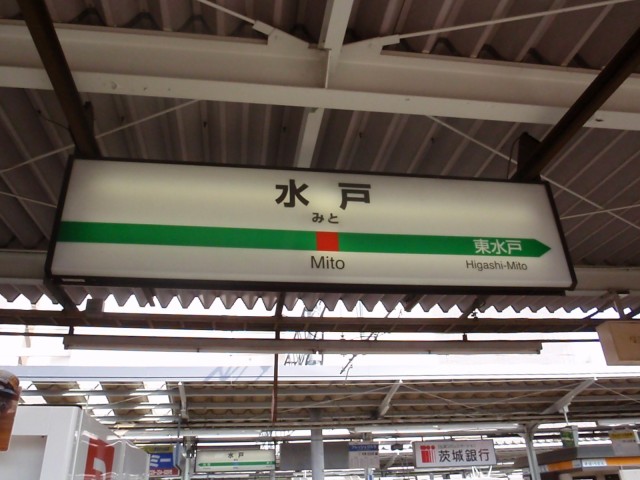 水戸
みと
Mito
東水戸
Higashi-Mito
水戸
茨城銀行